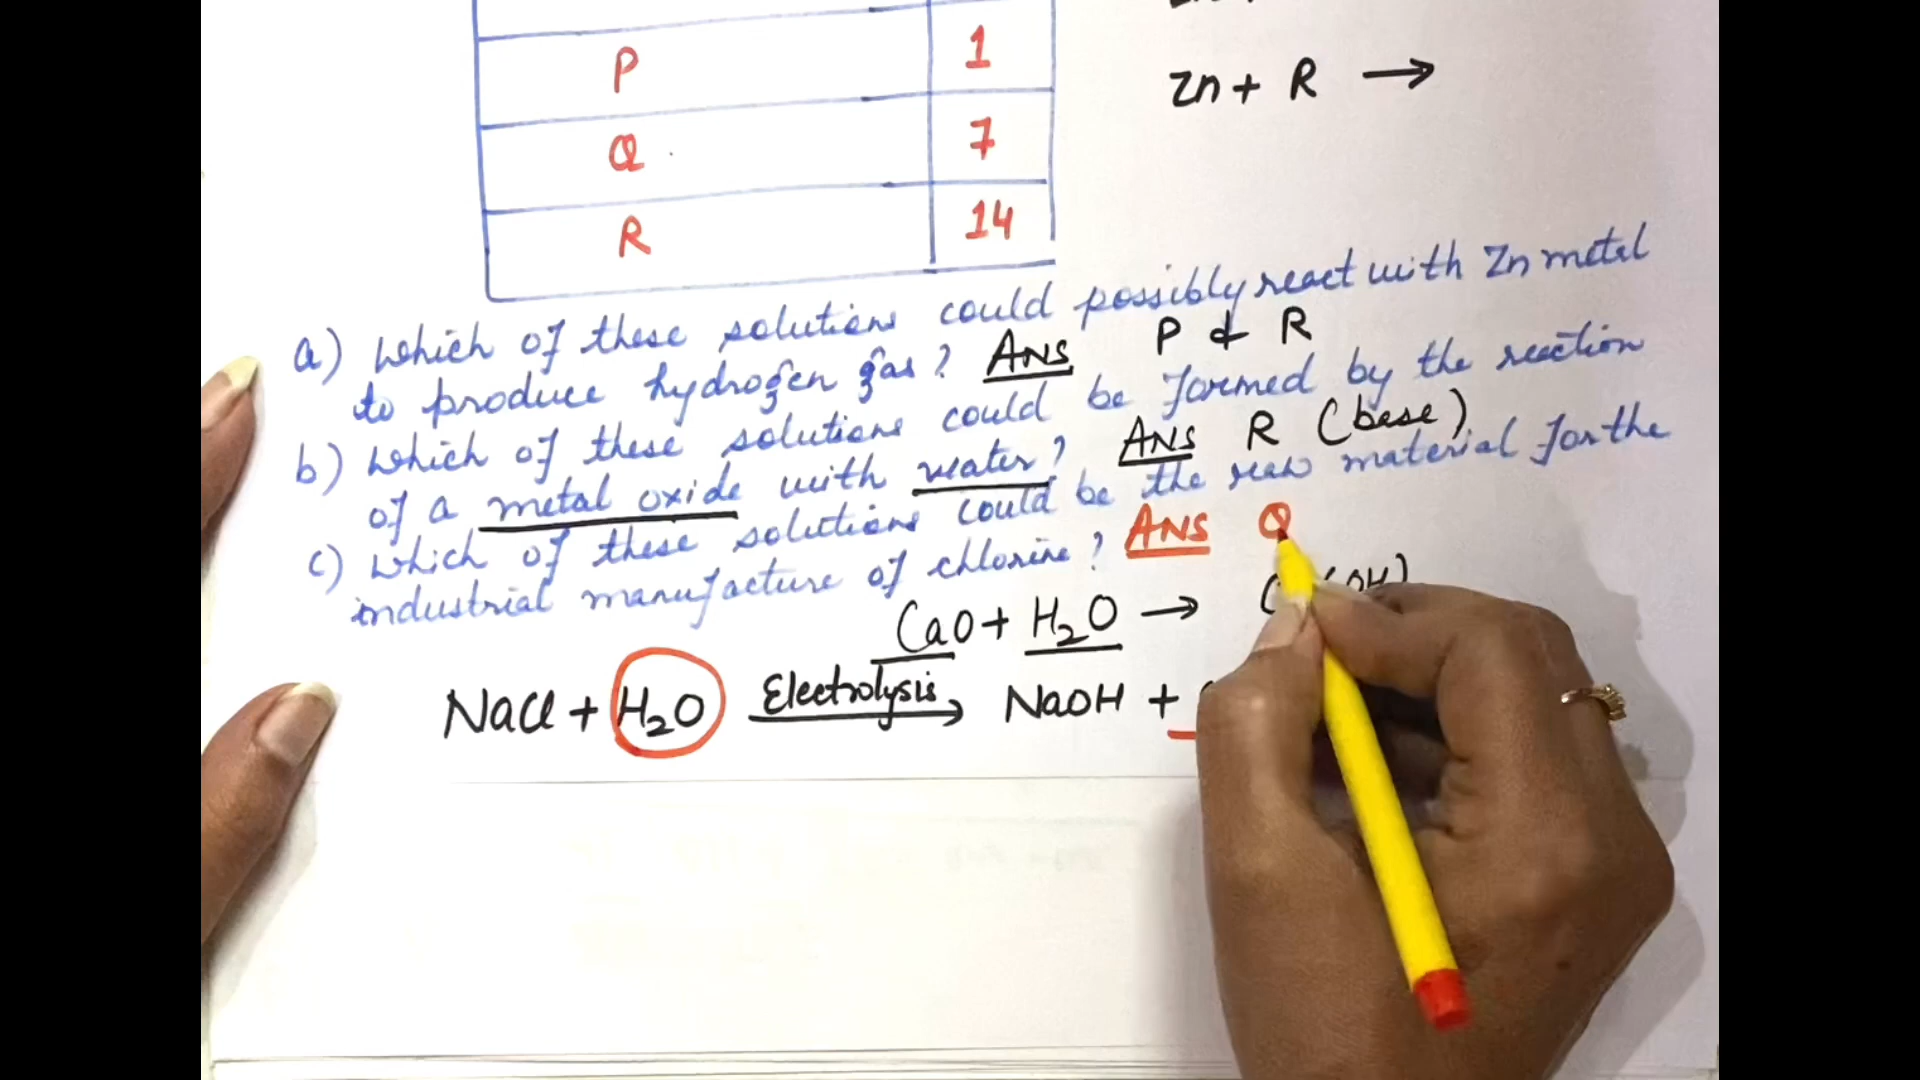 P 1
Zn + R →
Q 7
R 14
a) Which of these solutions could possibly react with Zn metal
to produce hydrogen gas? Ans P & R
b) Which of these solutions could be formed by the reaction
of a metal oxide with water? Ans R (base)
c) Which of these solutions could be the raw material for the
industrial manufacture of chlorine? Ans Q
CaO + H₂O →
NaCl + H₂O Electrolysis NaOH +